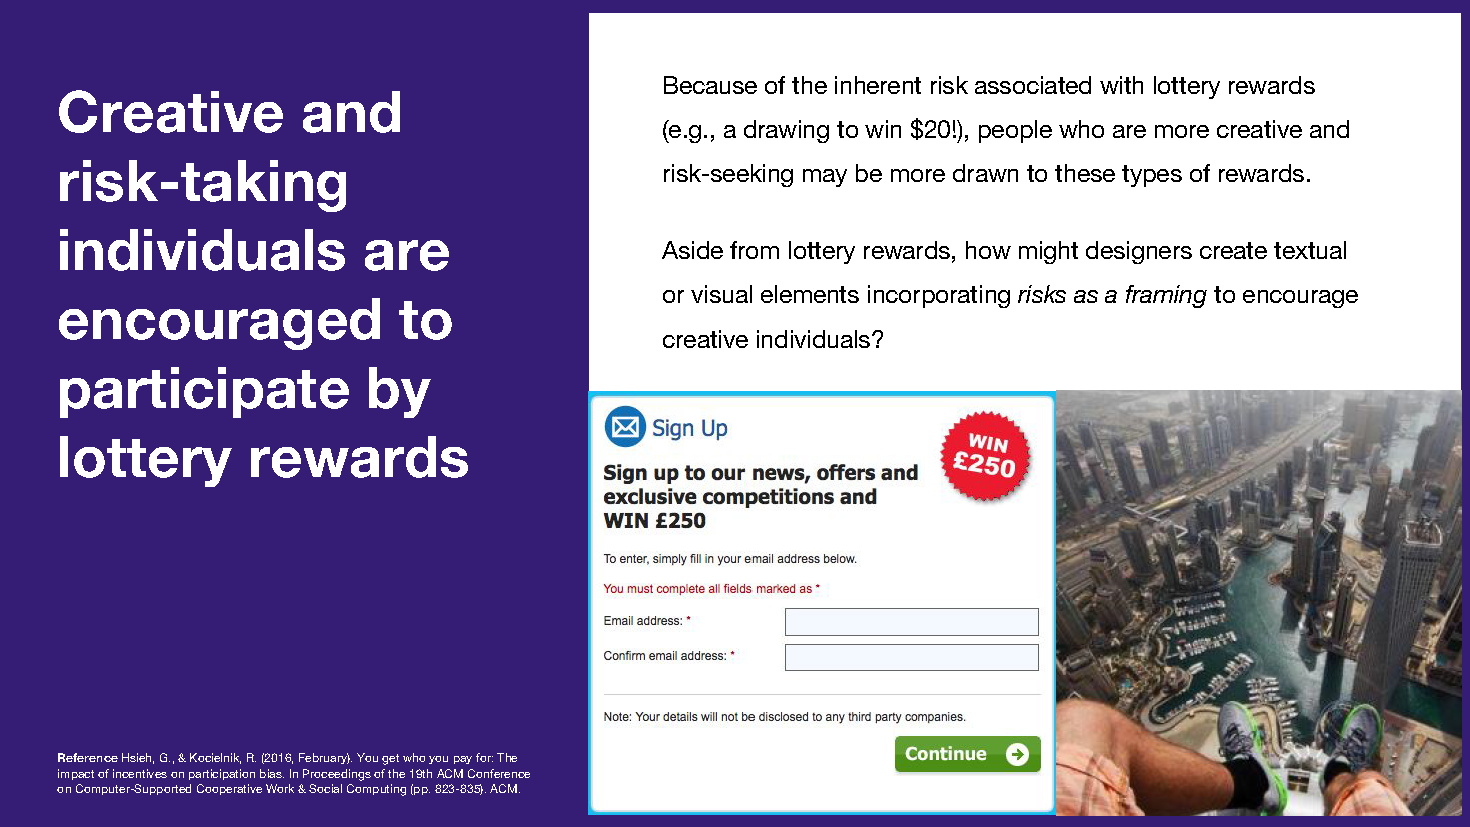 Creative and
risk-taking
individuals are
encouraged to
participate by
lottery rewards
Reference Hsieh, G., & Kocielnik, R. (2016, February). You get who you pay for: The
impact of incentives on participation bias. In Proceedings of the 19th ACM Conference
on Computer-Supported Cooperative Work & Social Computing (pp. 823-835). ACM.
Because of the inherent risk associated with lottery rewards
(e.g., a drawing to win $20!), people who are more creative and
risk-seeking may be more drawn to these types of rewards.
Aside from lottery rewards, how might designers create textual
or visual elements incorporating risks as a framing to encourage
creative individuals?
Sign Up
WIN
£250
Sign up to our news, offers and
exclusive competitions and
WIN £250
To enter, simply fill in your email address below.
You must complete all fields marked as *
Email address: *
Confirm email address: *
Note: Your details will not be disclosed to any third party companies.
Continue